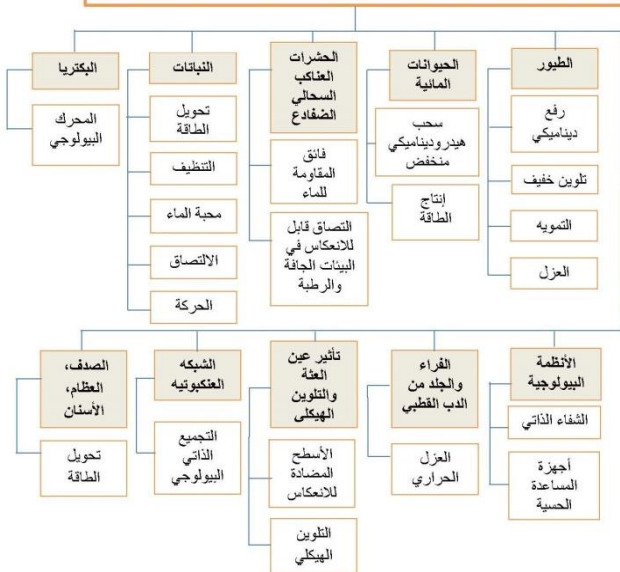 الطيور
رفع
ديناميكي
تلوين خفيف
التمويه
العزل
الحيوانات
المائية
سحب
هيدروديناميكي
منخفض
إنتاج
الطاقة
الحشرات
العناكب
السحالي
الضفادع
فائق
المقاومة
للماء
التصاق قابل
للانعكاس في
البيئات الجافة
والرطبة
النباتات
تحويل
الطاقة
التنظيف
محبة الماء
الالتصاق
الحركة
البكتريا
المحرك
البيولوجي
الأنظمة
البيولوجية
الشفاء الذاتي
أجهزة
المساعدة
الحسية
الفراء
والجلد من
الدب القطبي
العزل
الحراري
تأثير عين
العثة
والتلوين
الهيكلى
الأسطح
المضادة
للانعكاس
التلوين
الهيكلي
الشبكه
العنكبوتيه
التجميع
الذاتي
البيولوجي
الصدف،
العظام،
الأسنان
تحويل
الطاقة